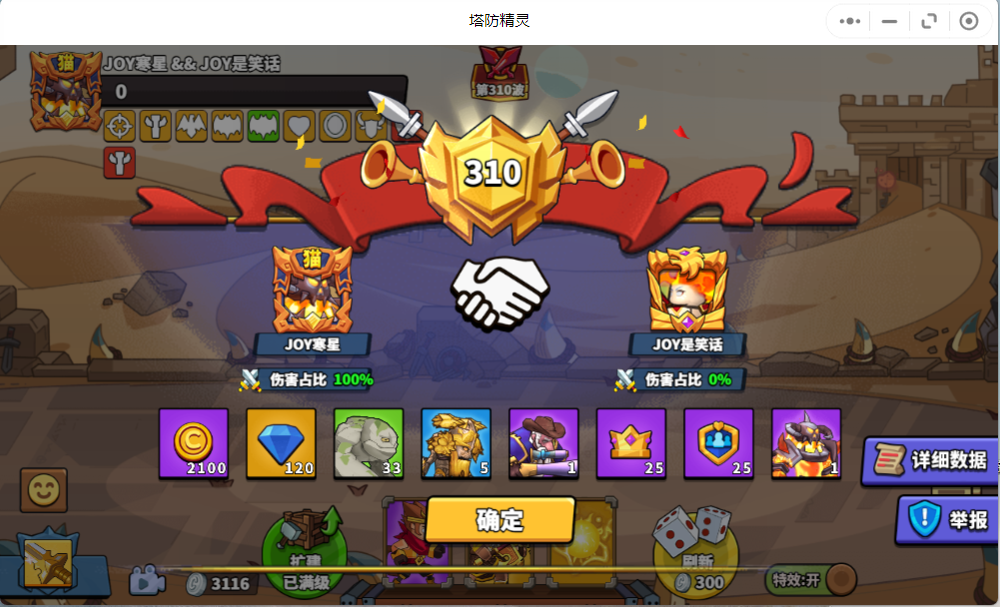 塔防精灵
猫
JOY寒星 && JOY是笑话
0
第310波
310
猫
JOY寒星
JOY是笑话
伤害占比 100%
伤害占比 0%
2100
120
33
5
1
25
25
1
详细数据
确定
举报
扩建
已满级
刷新
3116
300
特效:开